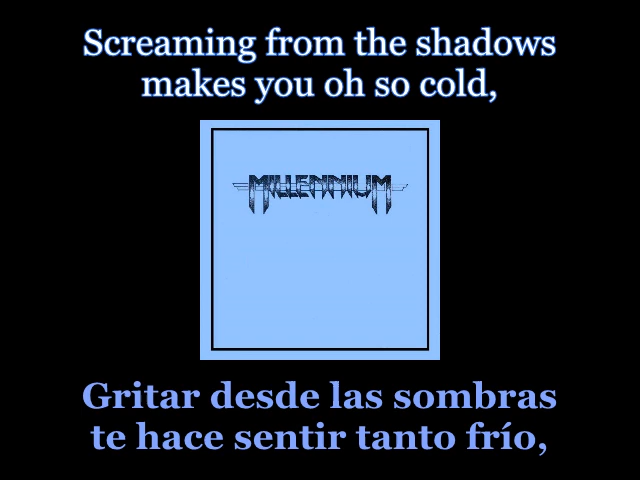 Screaming from the shadows
makes you oh so cold,
MILLENNIUM
Gritar desde las sombras
te hace sentir tanto frío,